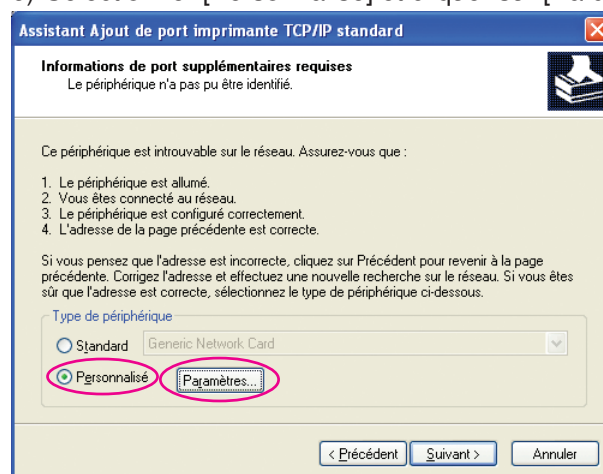 Assistant Ajout de port imprimante TCP/IP standard
Informations de port supplémentaires requises
Le périphérique n'a pas pu être identifié.
Ce périphérique est introuvable sur le réseau. Assurez-vous que :
1. Le périphérique est allumé.
2. Vous êtes connecté au réseau.
3. Le périphérique est configuré correctement.
4. L'adresse de la page précédente est correcte.
Si vous pensez que l'adresse est incorrecte, cliquez sur Précédent pour revenir à la page
précédente. Corrigez l'adresse et effectuez une nouvelle recherche sur le réseau. Si vous êtes
sûr que l'adresse est correcte, sélectionnez le type de périphérique ci-dessous.
Type de périphérique
Standard Generic Network Card
Personnalisé Paramètres...
< Précédent Suivant > Annuler